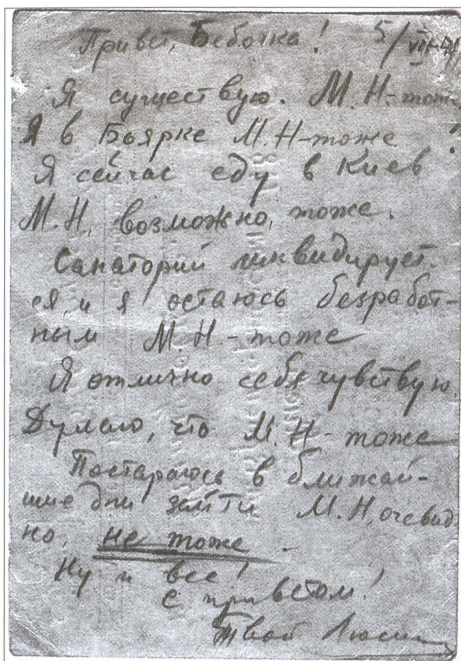 Привет, Бебочка! 5/VII-41
Я существую. М.Н-тоже
Я в Боярке М.Н-тоже!
Я сейчас еду в Киев
М.Н, возможно, тоже.
Санаторий ликвидирует
ся, и я остаюсь безработ-
ным М.Н-тоже
Я отлично себя чувствую
Думаю, что М.Н-тоже
Постараюсь в ближай-
шие дни зайти М.Н, очевид
но, не тоже.
Ну и все!
С приветом!
Твой